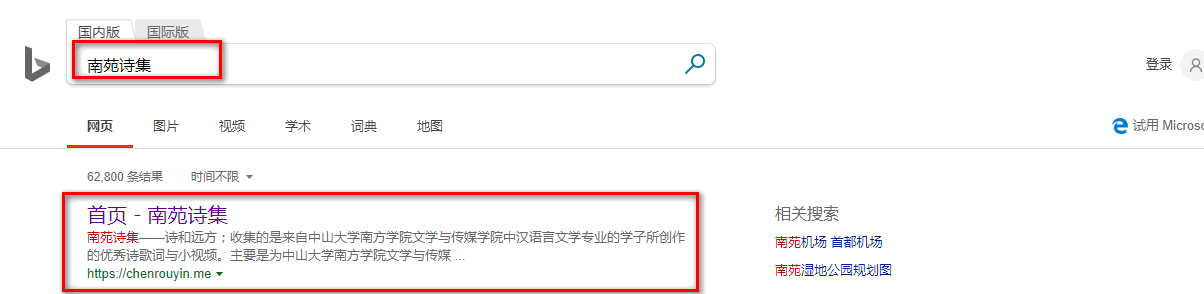 国内版 国际版
南苑诗集
登录
网页 图片 视频 学术 词典 地图
试用 Microso
62,800 条结果 时间不限
首页 - 南苑诗集
南苑诗集——诗和远方；收集的是来自中山大学南方学院文学与传媒学院中汉语言文学专业的学子所创作
的优秀诗歌词与小视频。主要是为中山大学南方学院文学与传媒 ...
https://chenrouyin.me
相关搜索
南苑机场 首都机场
南苑湿地公园规划图